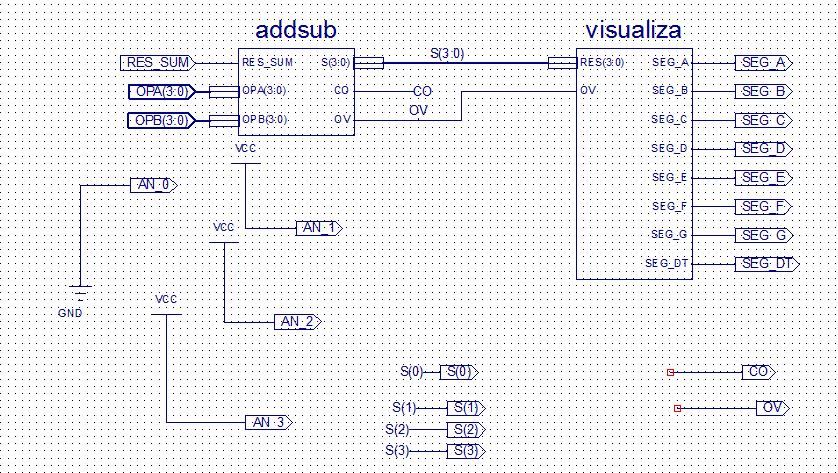 addsub visualiza
S(3:0)
RES_SUM RES_SUM S(3:0) RES(3:0) SEG_A SEG_A
OPA(3:0) OPA(3:0) CO CO OV SEG_B SEG_B
OV
OPB(3:0) OPB(3:0) OV SEG_C SEG_C
VCC SEG_D SEG_D
AN_0 SEG_E SEG_E
SEG_F SEG_F
VCC AN_1 SEG_G SEG_G
SEG_DT SEG_DT
VCC
GND
AN_2
S(0) S(0) CO
S(1) S(1) OV
AN_3
S(2) S(2)
S(3) S(3)